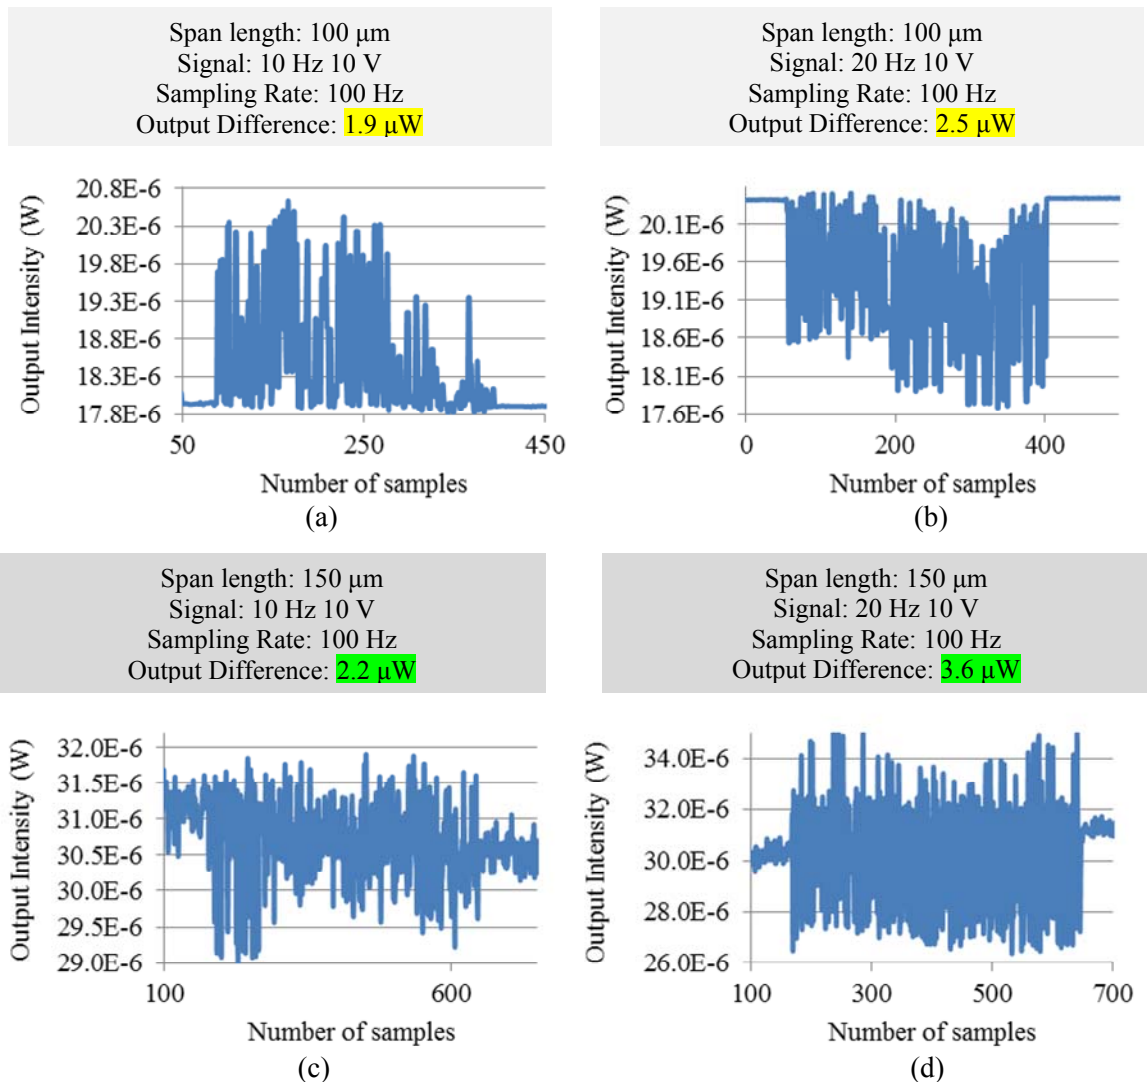 Span length: 100 μm
Signal: 10 Hz 10 V
Sampling Rate: 100 Hz
Output Difference: 1.9 μW
Output Intensity (W)
20.8E-6
20.3E-6
19.8E-6
19.3E-6
18.8E-6
18.3E-6
17.8E-6
50 250 450
Number of samples
(a)
Span length: 100 μm
Signal: 20 Hz 10 V
Sampling Rate: 100 Hz
Output Difference: 2.5 μW
Output Intensity (W)
20.1E-6
19.6E-6
19.1E-6
18.6E-6
18.1E-6
17.6E-6
0 200 400
Number of samples
(b)
Span length: 150 μm
Signal: 10 Hz 10 V
Sampling Rate: 100 Hz
Output Difference: 2.2 μW
Output Intensity (W)
32.0E-6
31.5E-6
31.0E-6
30.5E-6
30.0E-6
29.5E-6
29.0E-6
100 600
Number of samples
(c)
Span length: 150 μm
Signal: 20 Hz 10 V
Sampling Rate: 100 Hz
Output Difference: 3.6 μW
Output Intensity (W)
34.0E-6
32.0E-6
30.0E-6
28.0E-6
26.0E-6
100 300 500 700
Number of samples
(d)